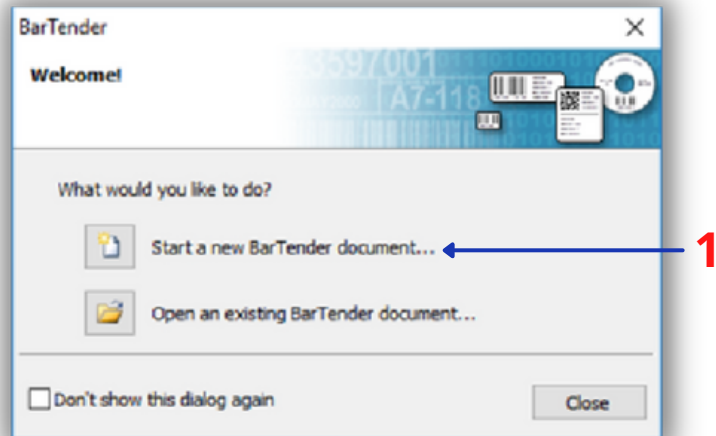 BarTender
Welcome!
3597001
A7-118
What would you like to do?
Start a new BarTender document...
1
Open an existing BarTender document...
Don't show this dialog again
Close